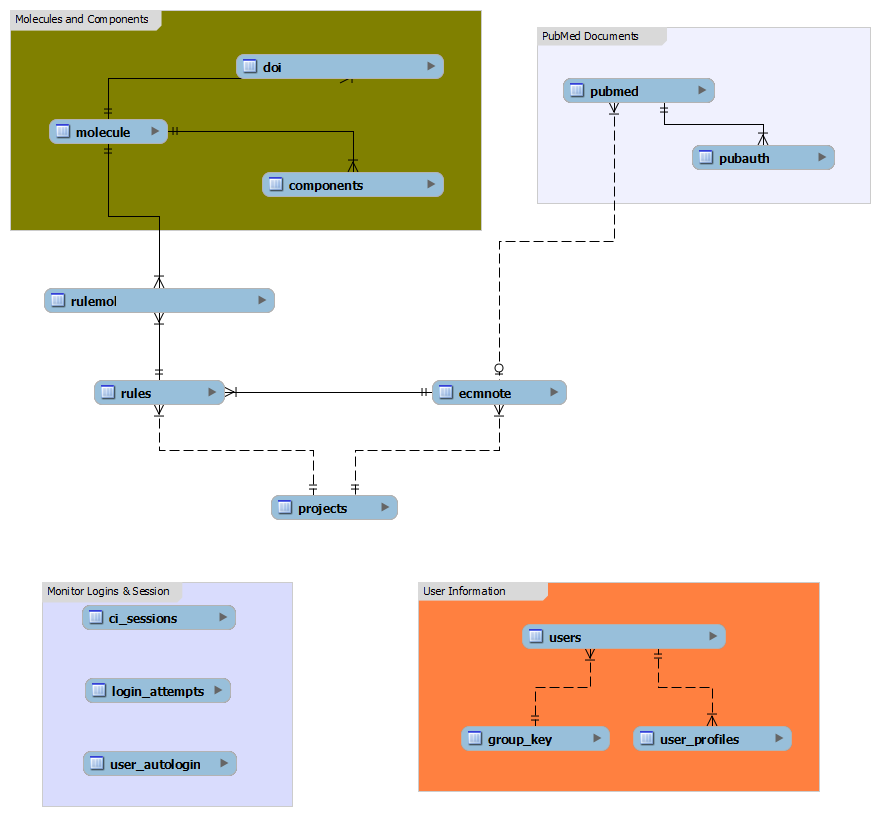 Molecules and Components
doi
molecule
components
PubMed Documents
pubmed
pubauth
rulemol
rules
ecmnote
projects
Monitor Logins & Session
ci_sessions
login_attempts
user_autologin
User Information
users
group_key
user_profiles